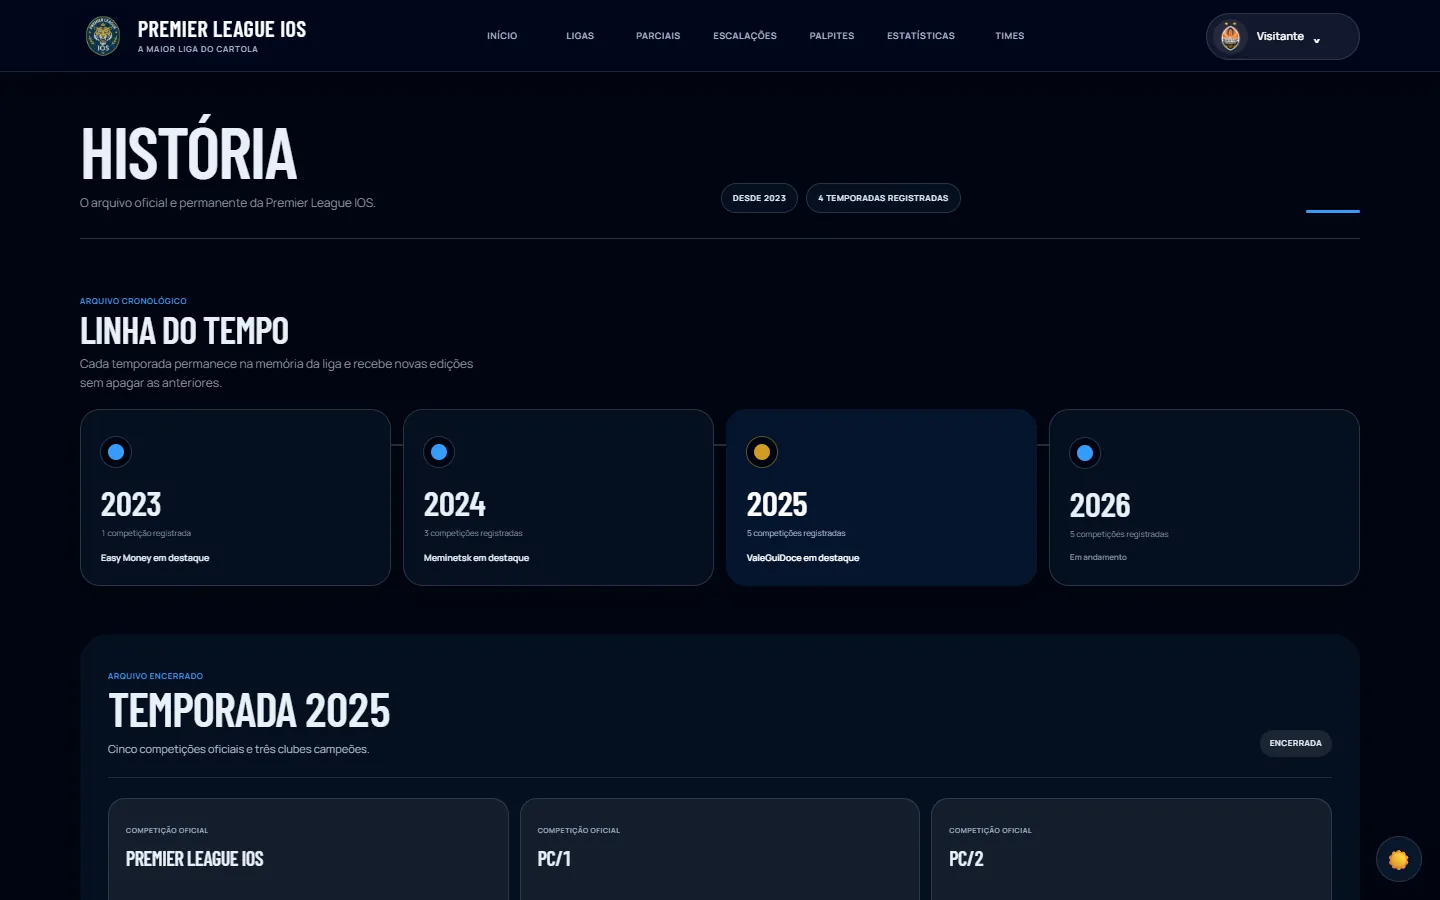 PREMIER LEAGUE IOS
A MAIOR LIGA DO CARTOLA
INÍCIO
LIGAS
PARCIAIS
ESCALAÇÕES
PALPITES
ESTATÍSTICAS
TIMES
Visitante
HISTÓRIA
O arquivo oficial e permanente da Premier League IOS.
DESDE 2023
4 TEMPORADAS REGISTRADAS
ARQUIVO CRONOLÓGICO
LINHA DO TEMPO
Cada temporada permanece na memória da liga e recebe novas edições
sem apagar as anteriores.
2023
1 competição registrada
Easy Money em destaque
2024
3 competições registradas
Meminetsk em destaque
2025
5 competições registradas
ValeGuiDoce em destaque
2026
5 competições registradas
Em andamento
ARQUIVO ENCERRADO
TEMPORADA 2025
Cinco competições oficiais e três clubes campeões.
ENCERRADA
COMPETIÇÃO OFICIAL
PREMIER LEAGUE IOS
COMPETIÇÃO OFICIAL
PC/1
COMPETIÇÃO OFICIAL
PC/2